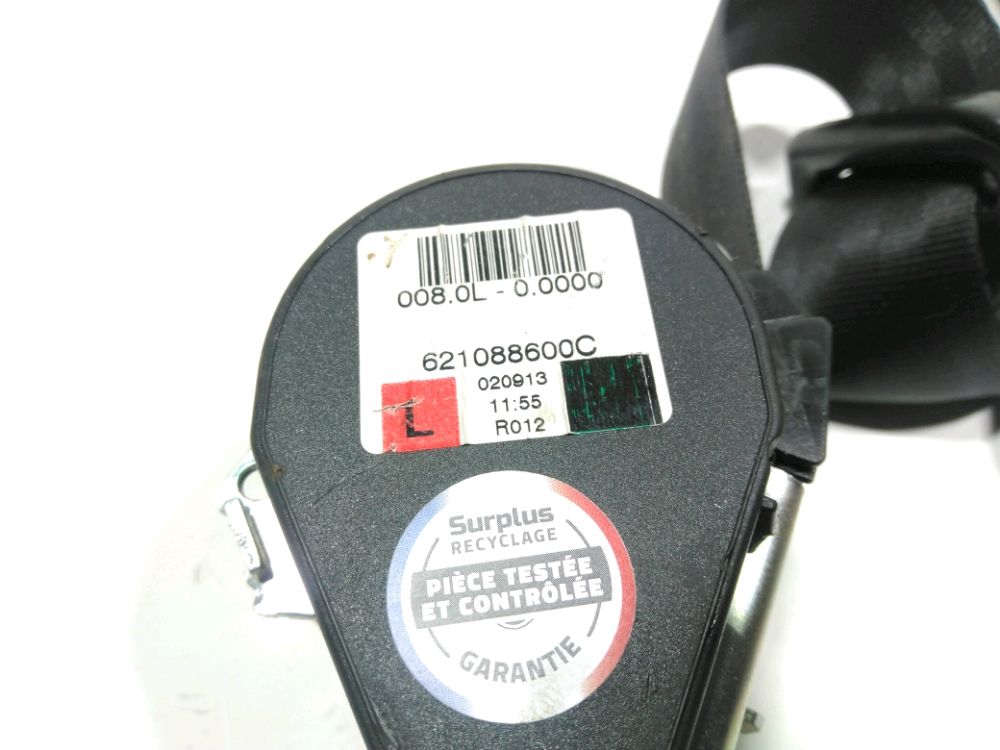 008.0L - 0.0000
621088600C
020913
L
11:55
R012
Surplus
RECYCLAGE
PIÈCE TESTÉE
ET CONTRÔLÉE
GARANTIE